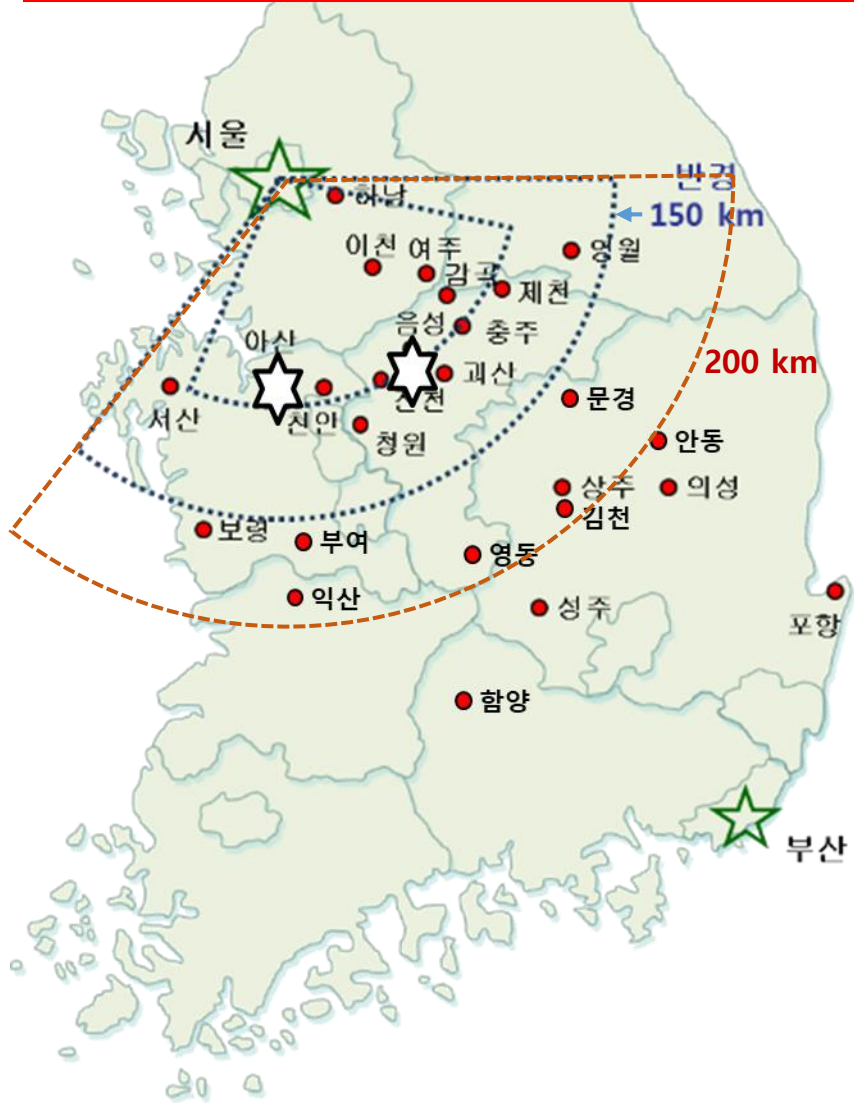 서울
반경
하남
150 km
이천 여주
영월
감곡
제천
음성
충주
아산
200 km
괴산
진천
문경
서산
천안
청원
안동
상주
의성
김천
보령
부여
영동
익산
성주
포항
함양
부산